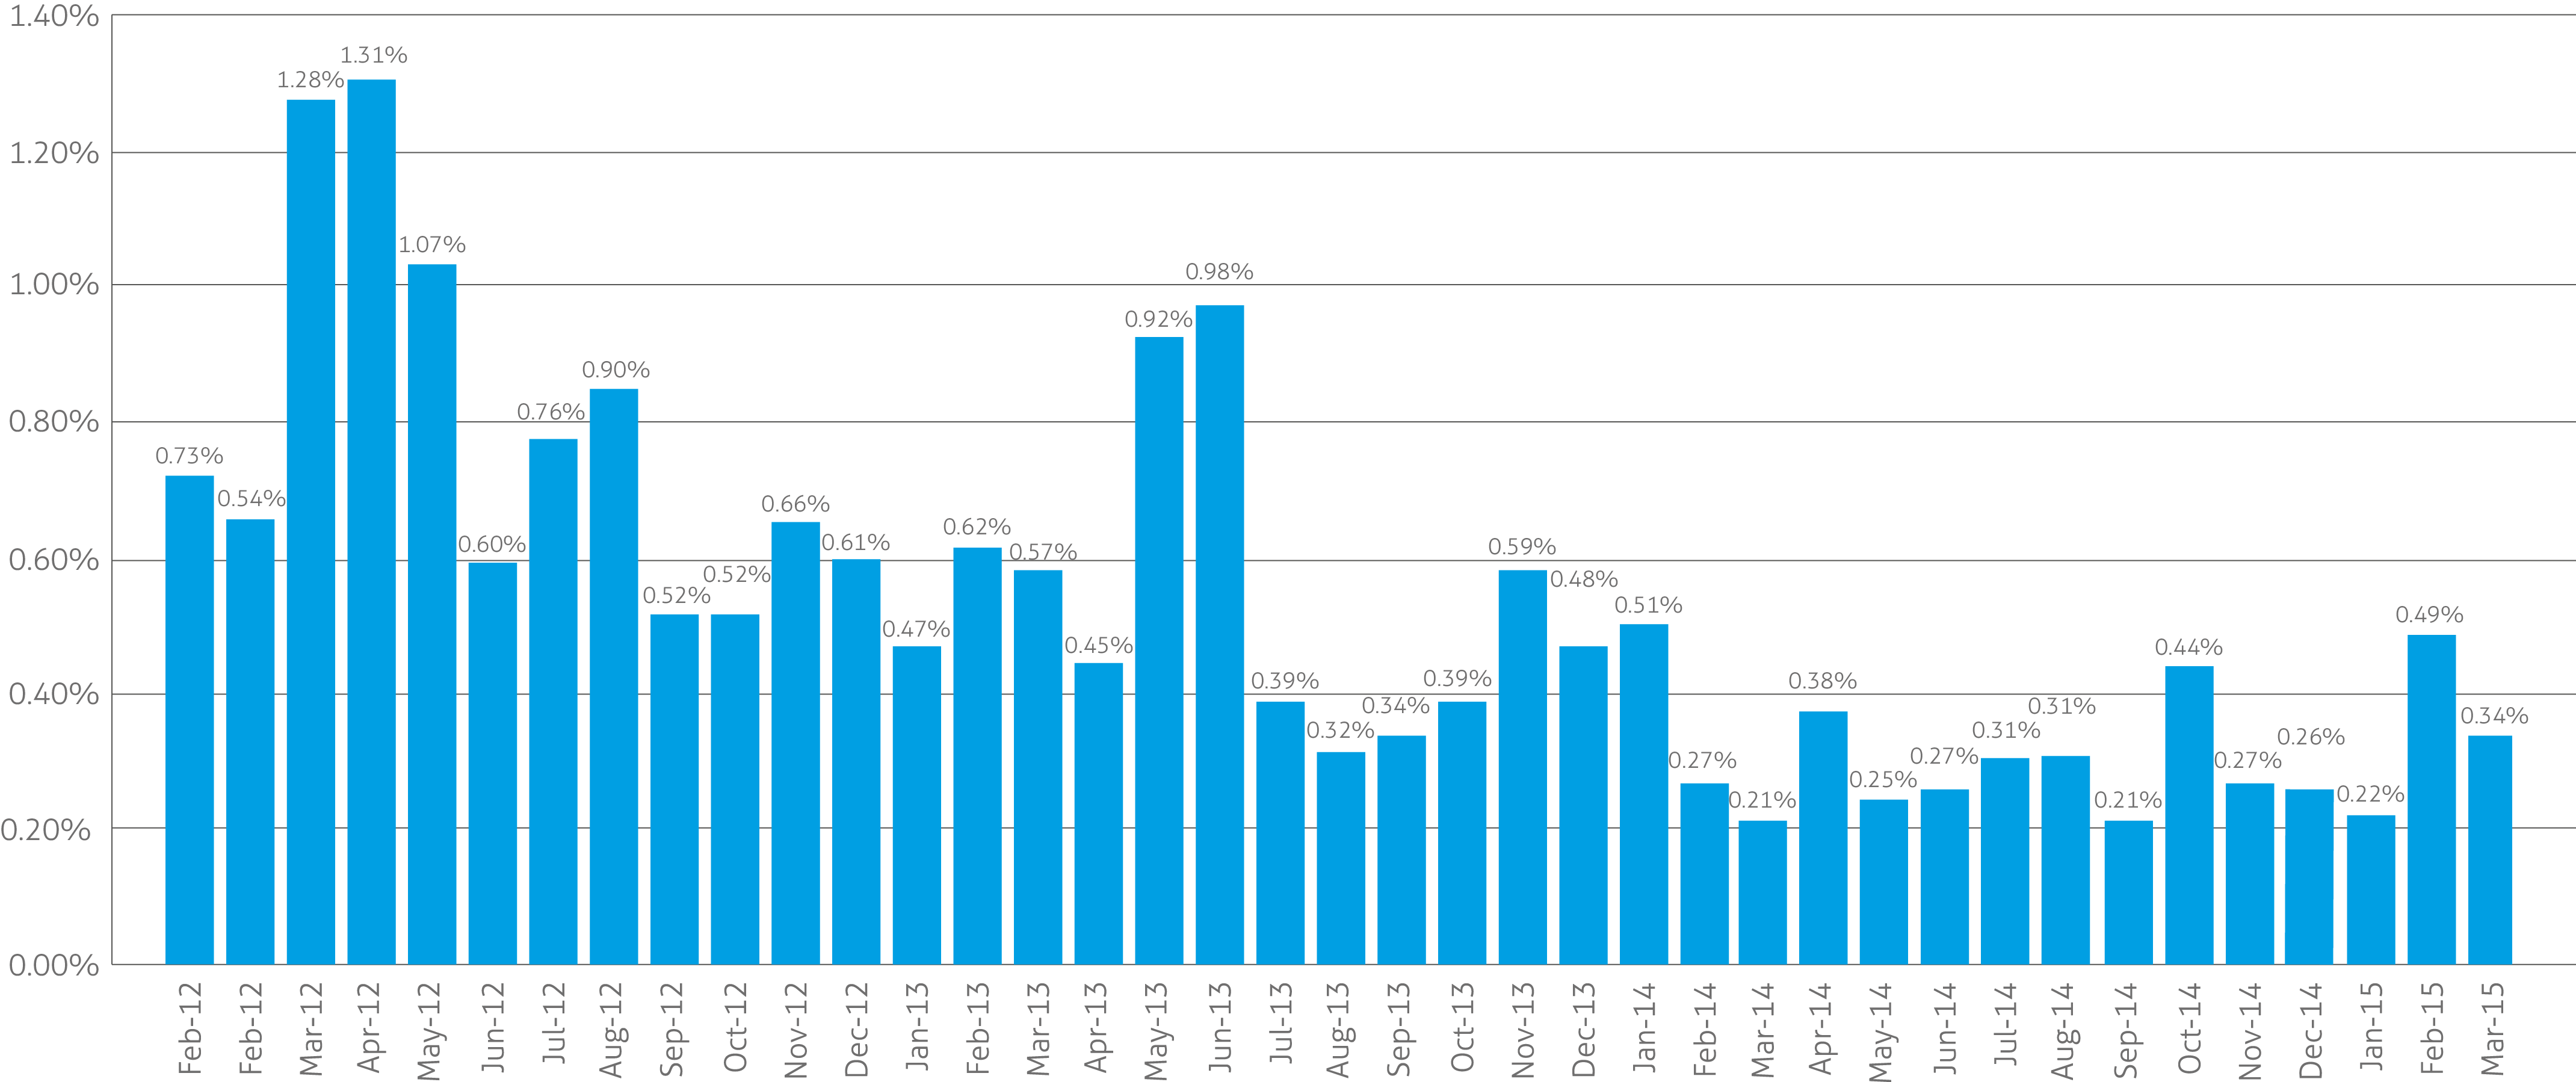 1.40%
1.20%
1.00%
0.80%
0.60%
0.40%
0.20%
0.00%
0.73%
0.54%
1.28%
1.31%
1.07%
0.60%
0.76%
0.90%
0.52%
0.52%
0.66%
0.61%
0.47%
0.62%
0.57%
0.45%
0.92%
0.98%
0.39%
0.32%
0.34%
0.39%
0.59%
0.48%
0.51%
0.27%
0.21%
0.38%
0.25%
0.27%
0.31%
0.31%
0.21%
0.44%
0.27%
0.26%
0.22%
0.49%
0.34%
Feb-12
Feb-12
Mar-12
Apr-12
May-12
Jun-12
Jul-12
Aug-12
Sep-12
Oct-12
Nov-12
Dec-12
Jan-13
Feb-13
Mar-13
Apr-13
May-13
Jun-13
Jul-13
Aug-13
Sep-13
Oct-13
Nov-13
Dec-13
Jan-14
Feb-14
Mar-14
Apr-14
May-14
Jun-14
Jul-14
Aug-14
Sep-14
Oct-14
Nov-14
Dec-14
Jan-15
Feb-15
Mar-15